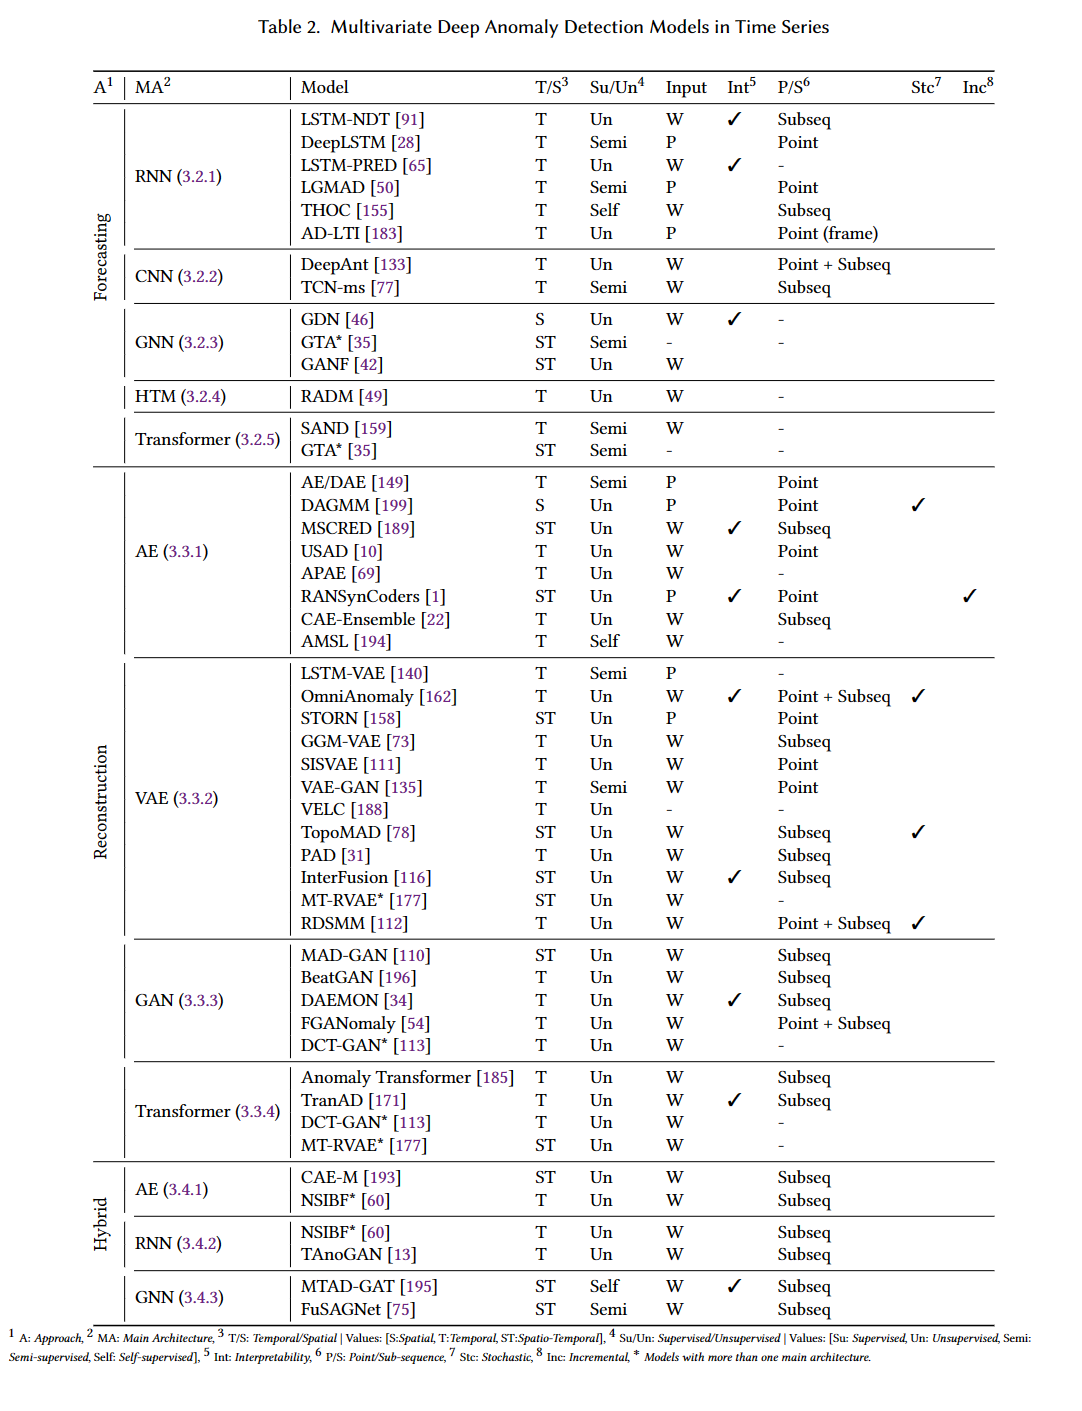 Table 2. Multivariate Deep Anomaly Detection Models in Time Series
A1 MA2 Model T/S3 Su/Un4 Input Int5 P/S6 Stc7 Inc8
Forecasting
RNN (3.2.1)
LSTM-NDT [91] T Un W ✓ Subseq
DeepLSTM [28] T Semi P Point
LSTM-PRED [65] T Un W ✓ -
LGMAD [50] T Semi P Point
THOC [155] T Self W Subseq
AD-LTI [183] T Un P Point (frame)
CNN (3.2.2)
DeepAnt [133] T Un W Point + Subseq
TCN-ms [77] T Semi W Subseq
GNN (3.2.3)
GDN [46] S Un W ✓ -
GTA* [35] ST Semi - -
GANF [42] ST Un W
HTM (3.2.4) RADM [49] T Un W -
Transformer (3.2.5)
SAND [159] T Semi W -
GTA* [35] ST Semi - -
Reconstruction
AE (3.3.1)
AE/DAE [149] T Semi P Point
DAGMM [199] S Un P Point ✓
MSCRED [189] ST Un W ✓ Subseq
USAD [10] T Un W Point
APAE [69] T Un W -
RANSynCoders [1] ST Un P ✓ Point ✓
CAE-Ensemble [22] T Un W Subseq
AMSL [194] T Self W -
VAE (3.3.2)
LSTM-VAE [140] T Semi P -
OmniAnomaly [162] T Un W ✓ Point + Subseq ✓
STORN [158] ST Un P Point
GGM-VAE [73] T Un W Subseq
SISVAE [111] T Un W Point
VAE-GAN [135] T Semi W Point
VELC [188] T Un - -
TopoMAD [78] ST Un W Subseq ✓
PAD [31] T Un W Subseq
InterFusion [116] ST Un W ✓ Subseq
MT-RVAE* [177] ST Un W -
RDSMM [112] T Un W Point + Subseq ✓
GAN (3.3.3)
MAD-GAN [110] ST Un W Subseq
BeatGAN [196] T Un W Subseq
DAEMON [34] T Un W ✓ Subseq
FGANomaly [54] T Un W Point + Subseq
DCT-GAN* [113] T Un W -
Transformer (3.3.4)
Anomaly Transformer [185] T Un W Subseq
TranAD [171] T Un W ✓ Subseq
DCT-GAN* [113] T Un W -
MT-RVAE* [177] ST Un W -
Hybrid
AE (3.4.1)
CAE-M [193] ST Un W Subseq
NSIBF* [60] T Un W Subseq
RNN (3.4.2)
NSIBF* [60] T Un W Subseq
TAnoGAN [13] T Un W Subseq
GNN (3.4.3)
MTAD-GAT [195] ST Self W ✓ Subseq
FuSAGNet [75] ST Semi W Subseq
1 A: Approach, 2 MA: Main Architecture, 3 T/S: Temporal/Spatial | Values: [S:Spatial, T:Temporal, ST:Spatio-Temporal], 4 Su/Un: Supervised/Unsupervised | Values: [Su: Supervised, Un: Unsupervised, Semi:
Semi-supervised, Self: Self-supervised], 5 Int: Interpretability, 6 P/S: Point/Sub-sequence, 7 Stc: Stochastic, 8 Inc: Incremental, * Models with more than one main architecture.